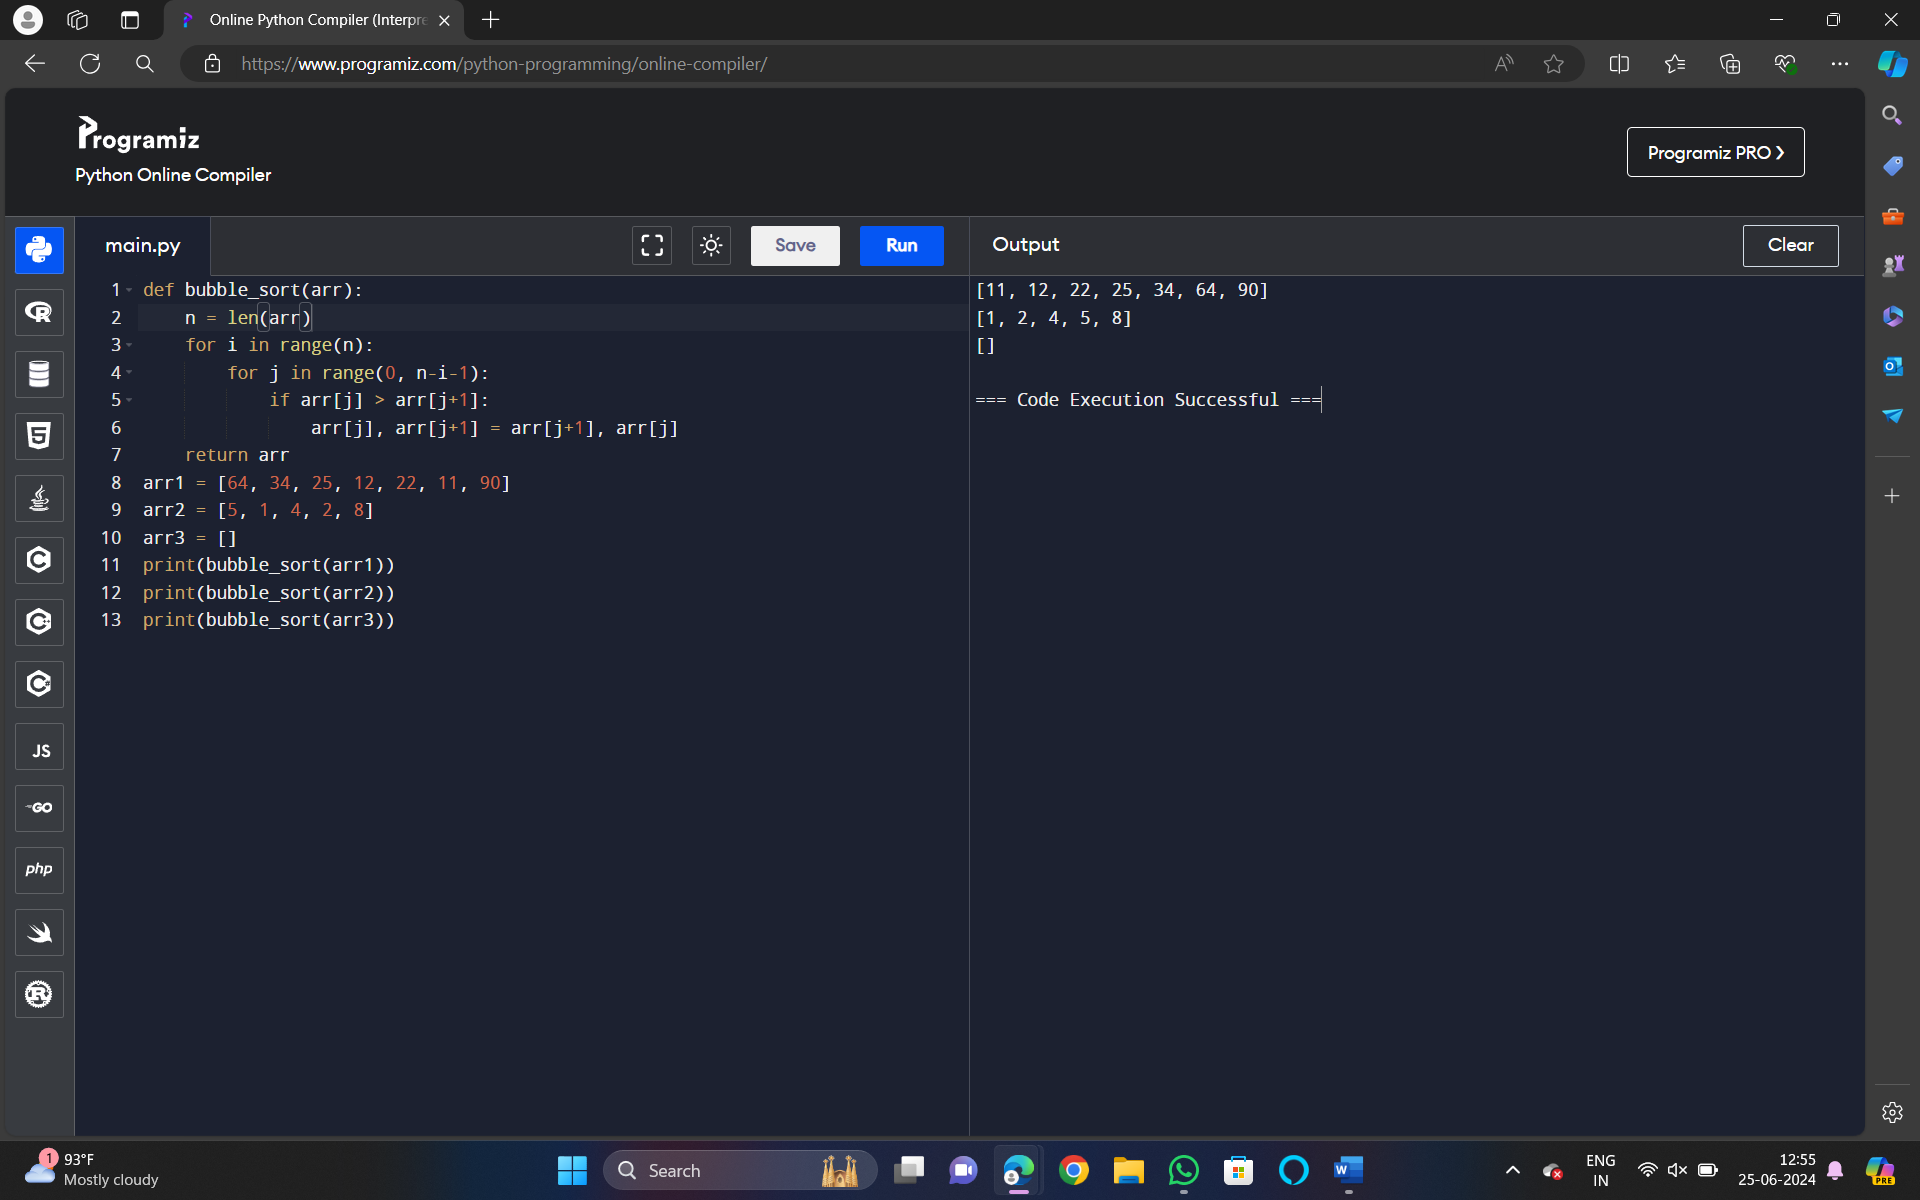 Online Python Compiler (Interpre
https://www.programiz.com/python-programming/online-compiler/
Programiz
Python Online Compiler
Programiz PRO ❯
main.py
Save
Run
Output
Clear
1 def bubble_sort(arr):
2     n = len(arr)
3     for i in range(n):
4         for j in range(0, n-i-1):
5             if arr[j] > arr[j+1]:
6                 arr[j], arr[j+1] = arr[j+1], arr[j]
7     return arr
8 arr1 = [64, 34, 25, 12, 22, 11, 90]
9 arr2 = [5, 1, 4, 2, 8]
10 arr3 = []
11 print(bubble_sort(arr1))
12 print(bubble_sort(arr2))
13 print(bubble_sort(arr3))
[11, 12, 22, 25, 34, 64, 90]
[1, 2, 4, 5, 8]
[]
=== Code Execution Successful ===
R
5
C
C++
C#
JS
GO
php
R
1
93°F
Mostly cloudy
Search
W
ENG
IN
12:55
25-06-2024
PRE